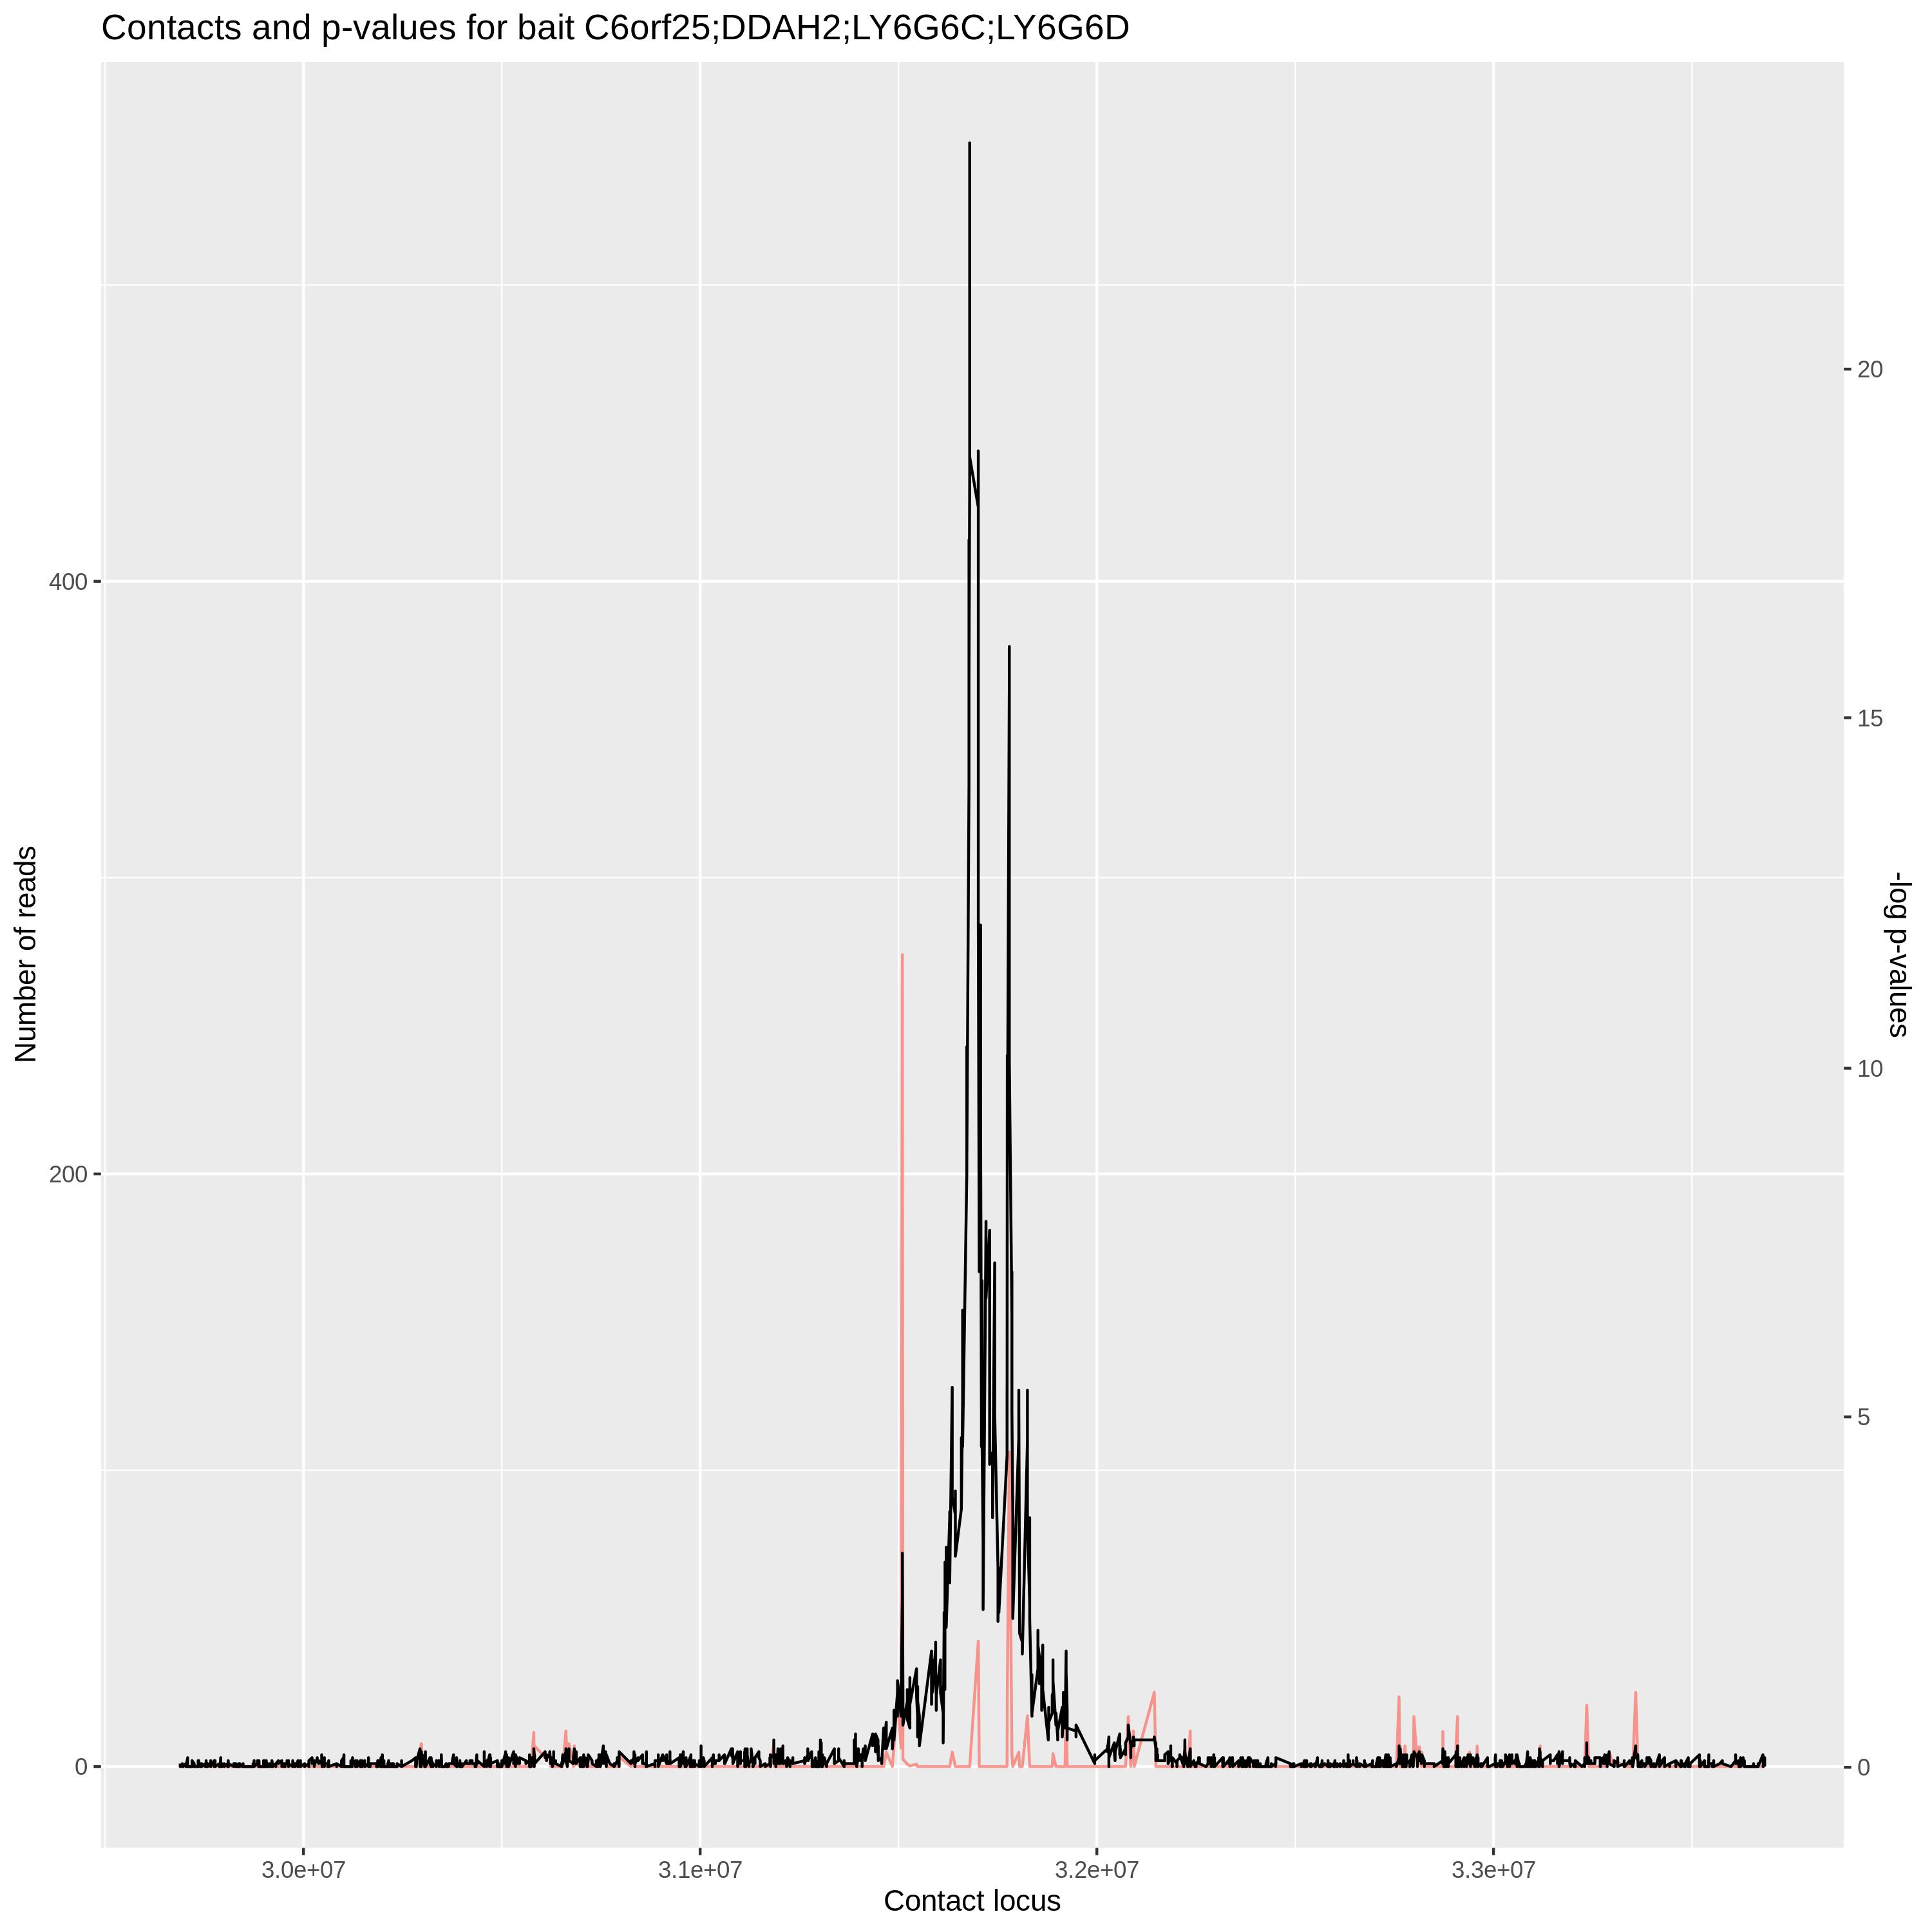 Contacts and p-values for bait C6orf25;DDAH2;LY6G6C;LY6G6D
Number of reads
400
200
0
20
15
10
5
0
-log p-values
3.0e+07
3.1e+07
3.2e+07
3.3e+07
Contact locus